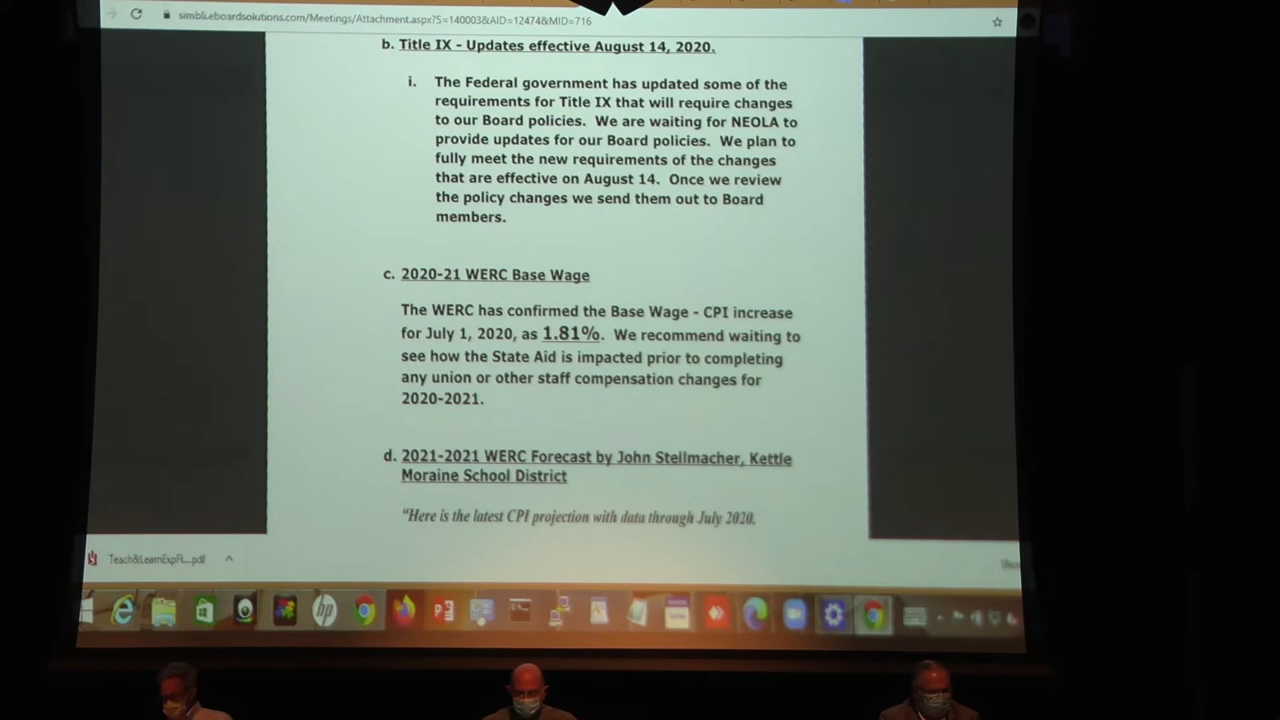 simbli.eboardsolutions.com/Meetings/Attachment.aspx?S=140003&AID=12474&MID=716
b. Title IX - Updates effective August 14, 2020.
i. The Federal government has updated some of the
requirements for Title IX that will require changes
to our Board policies. We are waiting for NEOLA to
provide updates for our Board policies. We plan to
fully meet the new requirements of the changes
that are effective on August 14. Once we review
the policy changes we send them out to Board
members.
c. 2020-21 WERC Base Wage
The WERC has confirmed the Base Wage - CPI increase
for July 1, 2020, as 1.81%. We recommend waiting to
see how the State Aid is impacted prior to completing
any union or other staff compensation changes for
2020-2021.
d. 2021-2021 WERC Forecast by John Stellmacher, Kettle
Moraine School District
"Here is the latest CPI projection with data through July 2020.
Teach&LearnExpFl....pdf
hp